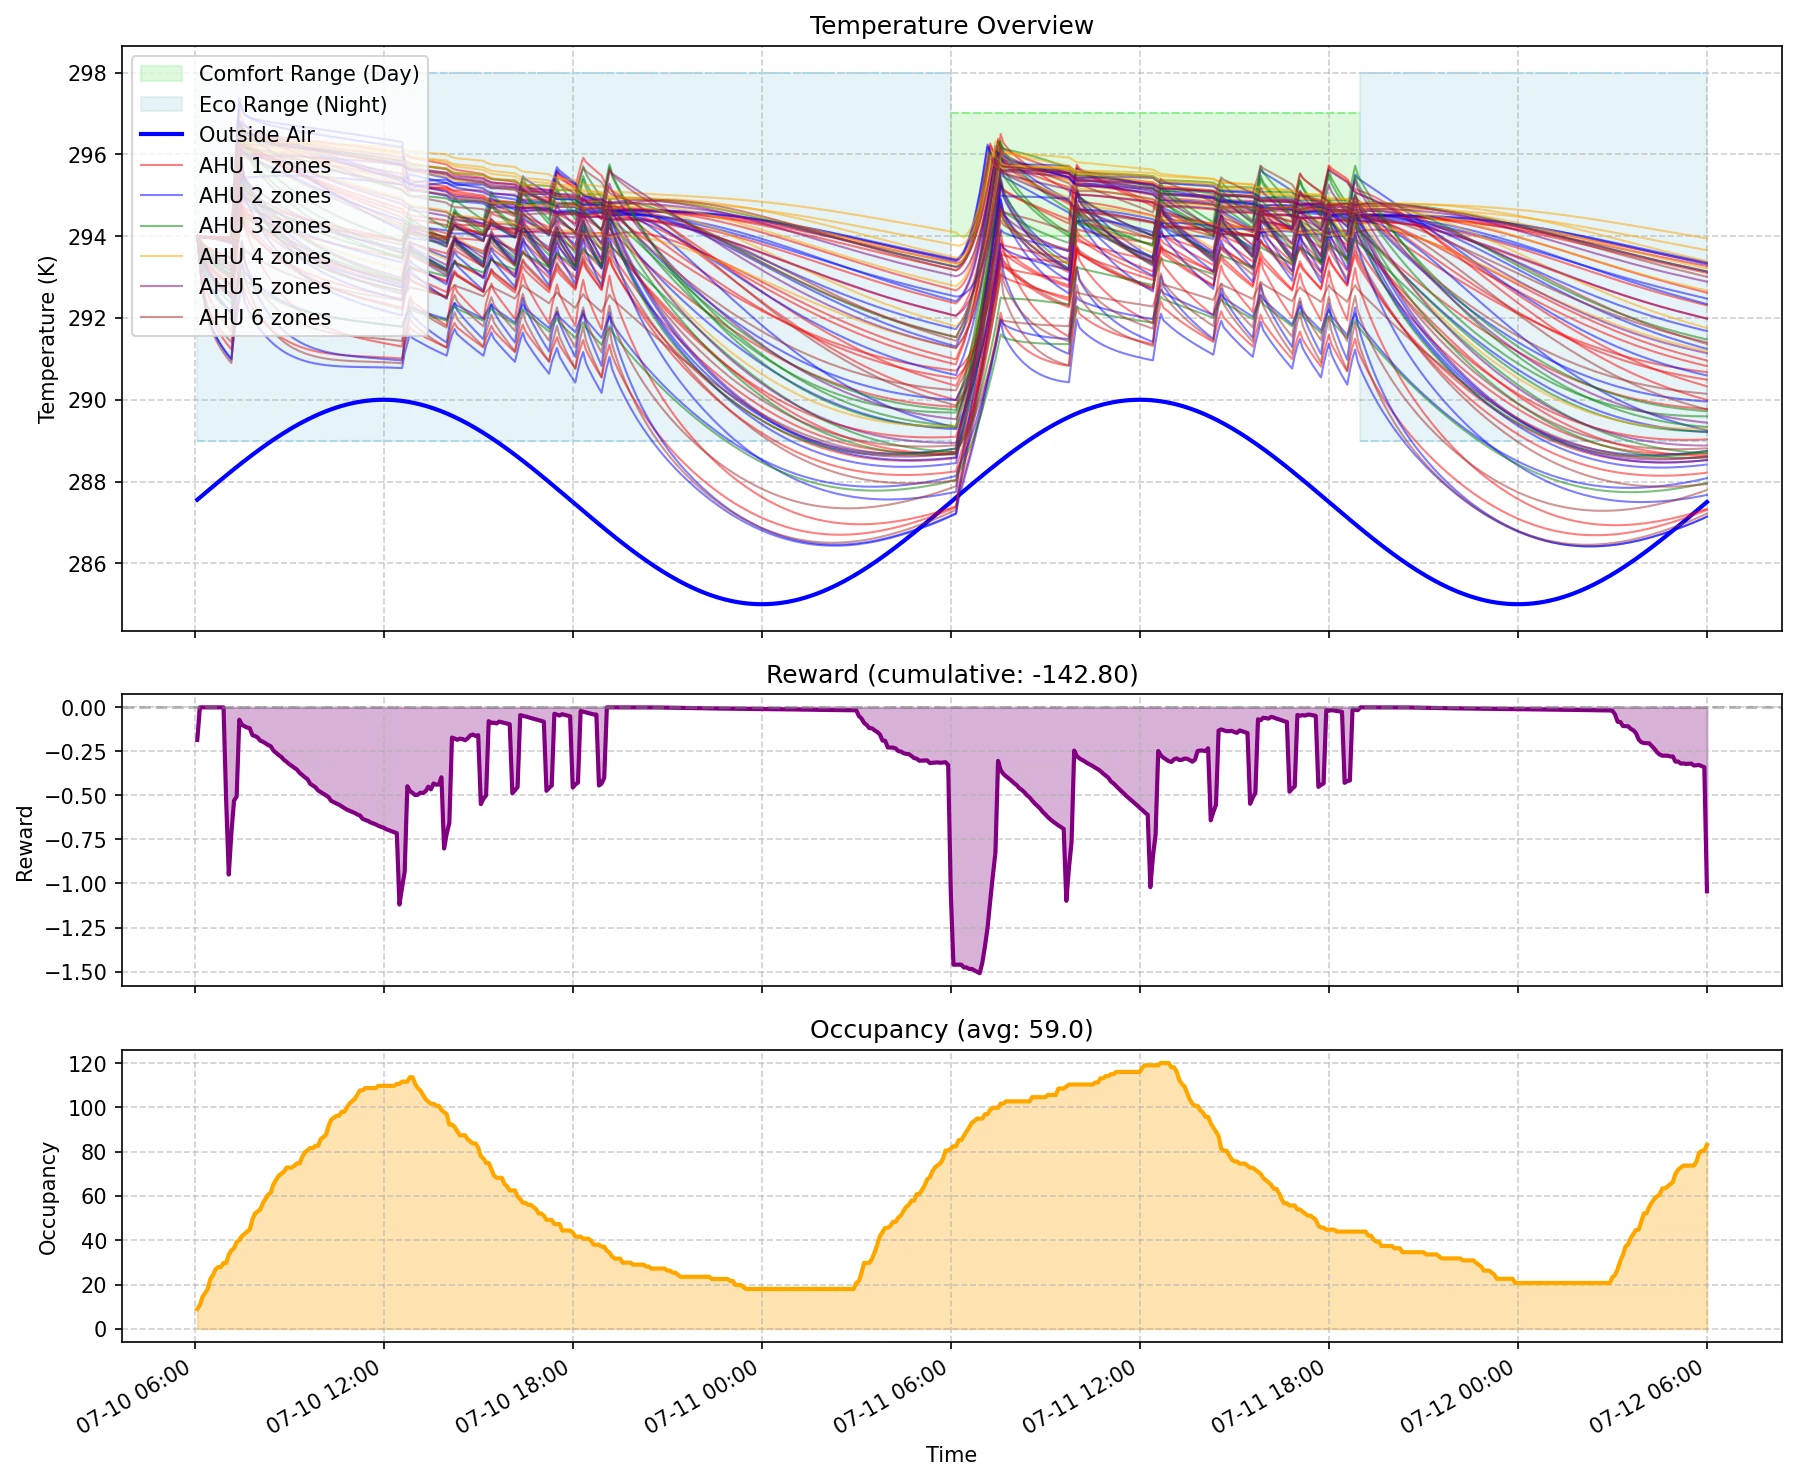 Temperature Overview
298
296
294
292
290
288
286
Temperature (K)
Comfort Range (Day)
Eco Range (Night)
Outside Air
AHU 1 zones
AHU 2 zones
AHU 3 zones
AHU 4 zones
AHU 5 zones
AHU 6 zones
Reward (cumulative: -142.80)
0.00
−0.25
−0.50
−0.75
−1.00
−1.25
−1.50
Reward
Occupancy (avg: 59.0)
120
100
80
60
40
20
0
Occupancy
07-10 06:00
07-10 12:00
07-10 18:00
07-11 00:00
07-11 06:00
07-11 12:00
07-11 18:00
07-12 00:00
07-12 06:00
Time